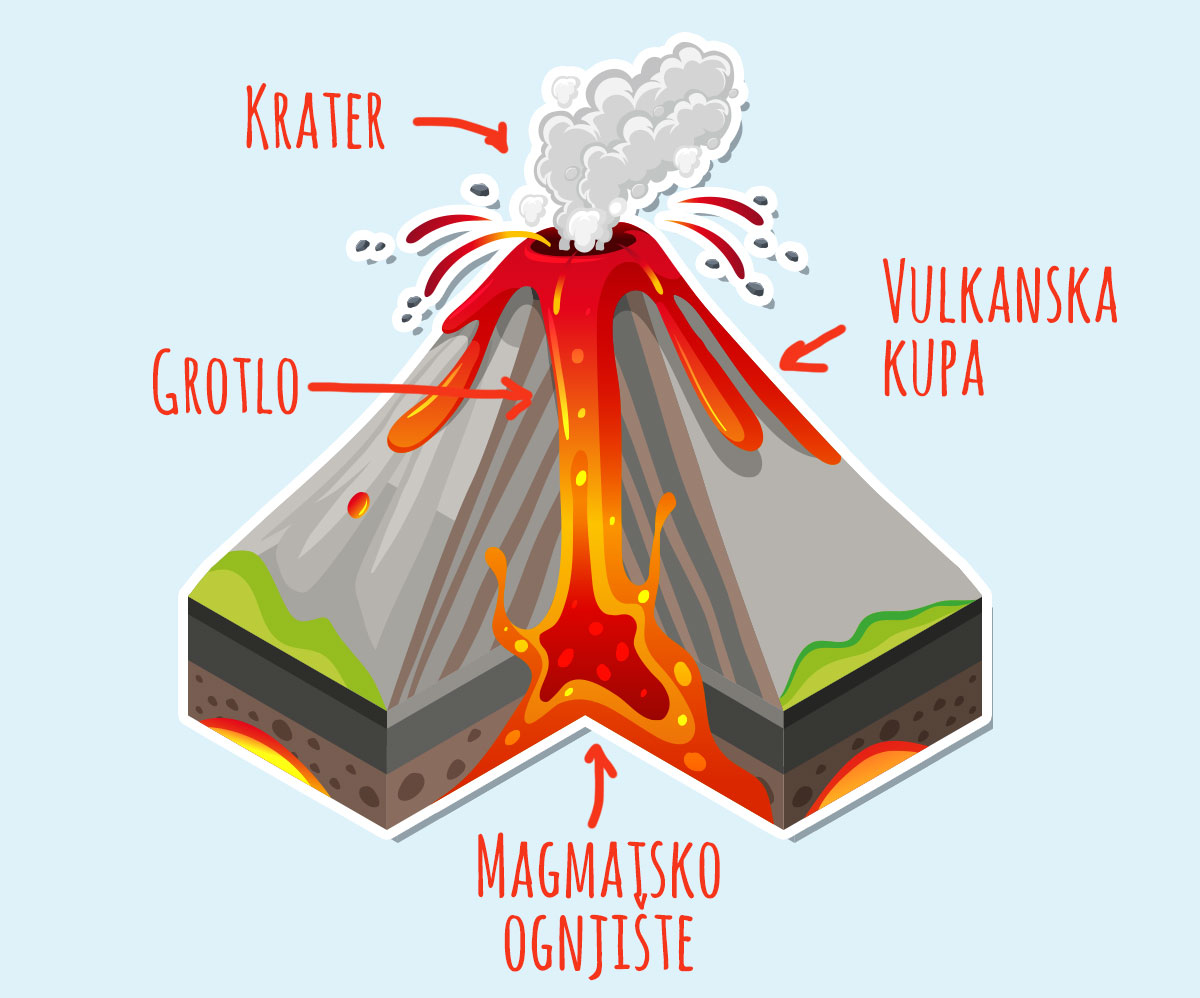 Krater
Vulkanska
kupa
Grotlo
Magmatsko
ognjište